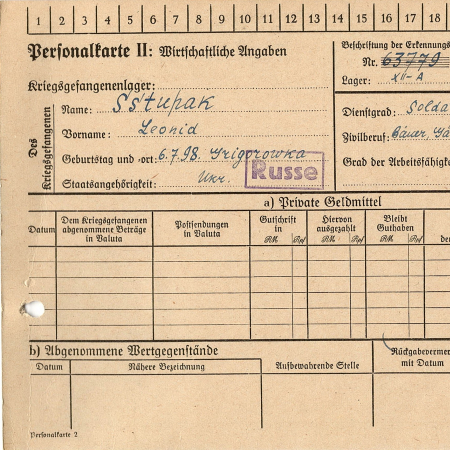 1 2 3 4 5 6 7 8 9 10 11 12 13 14 15 16 17 18
Personalkarte II: Wirtschaftliche Angaben
Beschriftung der Erkennungs
Nr. 63779
Lager: XII-A
Kriegsgefangenenlager:
Des Kriegsgefangenen
Name: Sstupak
Vorname: Leonid
Geburtstag und -ort: 6.7.98. Grigorowka
Staatsangehörigkeit: Ukr.
Russe
Dienstgrad: Solda
Zivilberuf: Bauer,
Grad der Arbeitsfähigke
a) Private Geldmittel
Datum
Dem Kriegsgefangenen abgenommene Beträge in Valuta
Postsendungen in Valuta
Gutschrift in RM Rpf
Hiervon ausgezahlt RM Rpf
Bleibt Guthaben RM Rpf
der
b) Abgenommene Wertgegenstände
Datum
Nähere Bezeichnung
Aufbewahrende Stelle
Rückgabevermer
mit Datum
Personalkarte 2